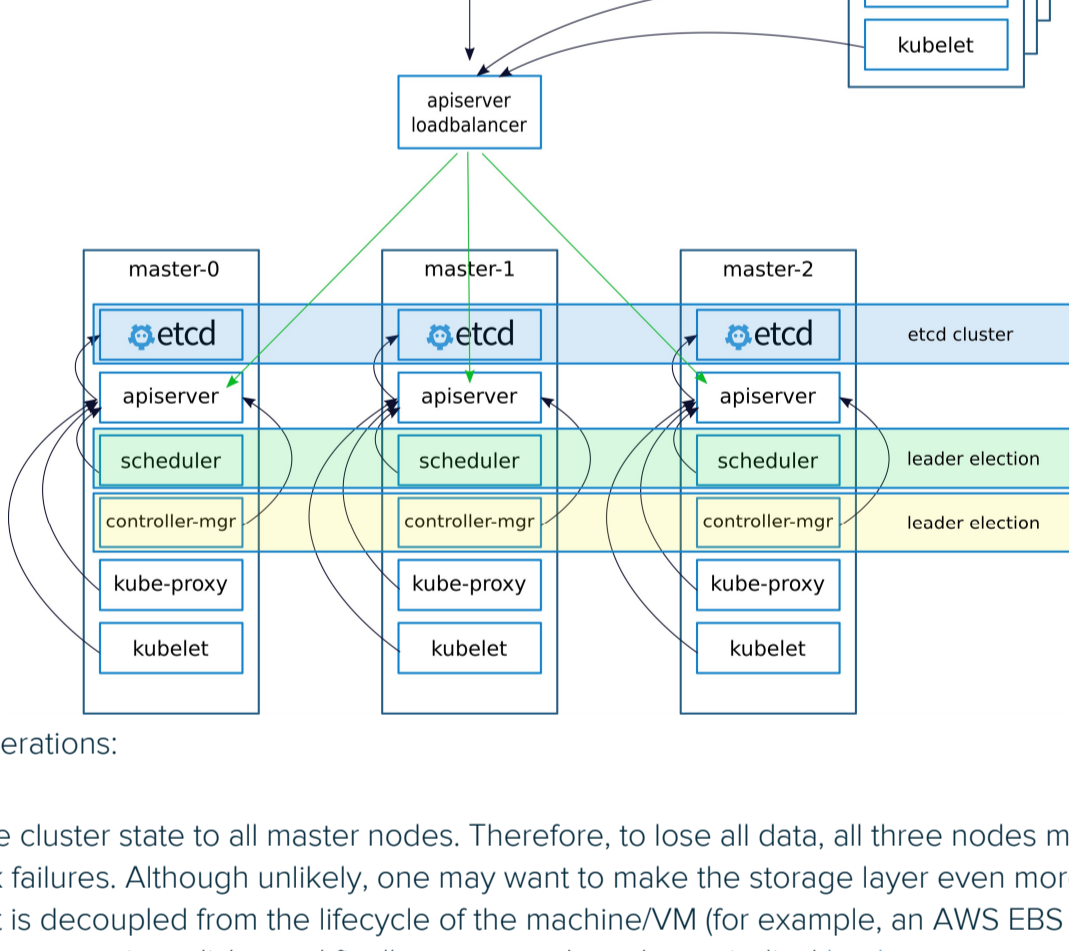 kubelet
apiserver
loadbalancer
master-0
master-1
master-2
etcd
etcd
etcd
etcd cluster
apiserver
apiserver
apiserver
scheduler
scheduler
scheduler
leader election
controller-mgr
controller-mgr
controller-mgr
leader election
kube-proxy
kube-proxy
kube-proxy
kubelet
kubelet
kubelet
erations:
cluster state to all master nodes. Therefore, to lose all data, all three nodes
failures. Although unlikely, one may want to make the storage layer even
is decoupled from the lifecycle of the machine/VM (for example, an AWS EBS